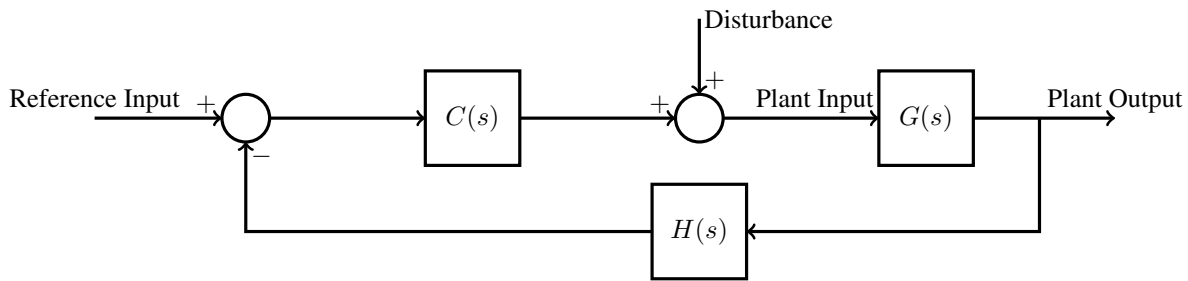 Disturbance
+
Reference Input
+
C(s)
+
Plant Input
G(s)
Plant Output
−
H(s)